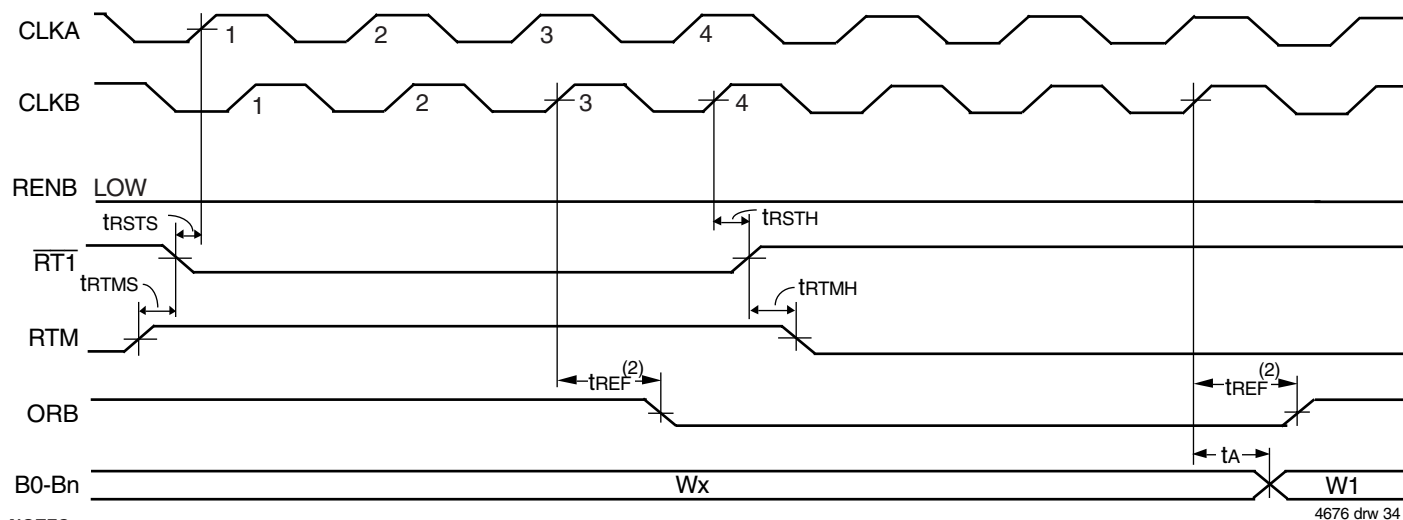 CLKA 1 2 3 4
CLKB 1 2 3 4
RENB LOW
tRSTS tRSTH
RT1
tRTMS tRTMH
RTM
tREF(2) tREF(2)
ORB
tA
B0-Bn Wx W1
4676 drw 34